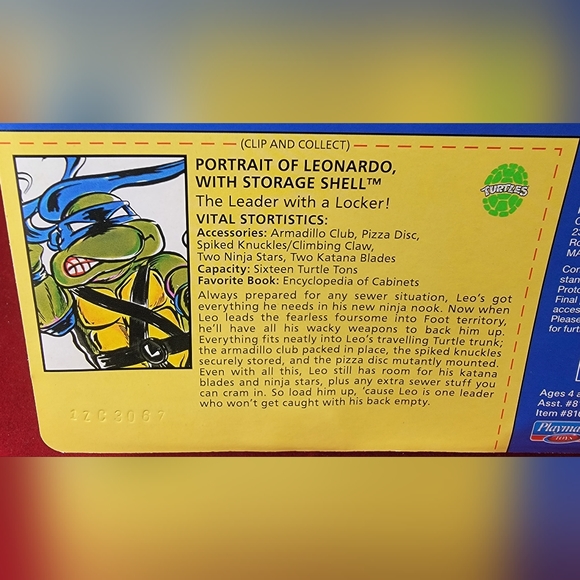 (CLIP AND COLLECT)
PORTRAIT OF LEONARDO,
WITH STORAGE SHELL™
The Leader with a Locker!
VITAL STORTISTICS:
Accessories: Armadillo Club, Pizza Disc,
Spiked Knuckles/Climbing Claw,
Two Ninja Stars, Two Katana Blades
Capacity: Sixteen Turtle Tons
Favorite Book: Encyclopedia of Cabinets
Always prepared for any sewer situation, Leo's got
everything he needs in his new ninja nook. Now when
Leo leads the fearless foursome into Foot territory,
he'll have all his wacky weapons to back him up.
Everything fits neatly into Leo's travelling Turtle trunk;
the armadillo club packed in place, the spiked knuckles
secured, and the pizza disc mutantly mounted.
Even with all this, Leo still has room for his katana
blades and ninja stars, plus any extra sewer stuff you
can cram in. So load him up, 'cause Leo is one leader
who won't get caught with his back empty.
TURTLES
L
Ages 4
Asst. #8
Item #81
Playma
TOYS